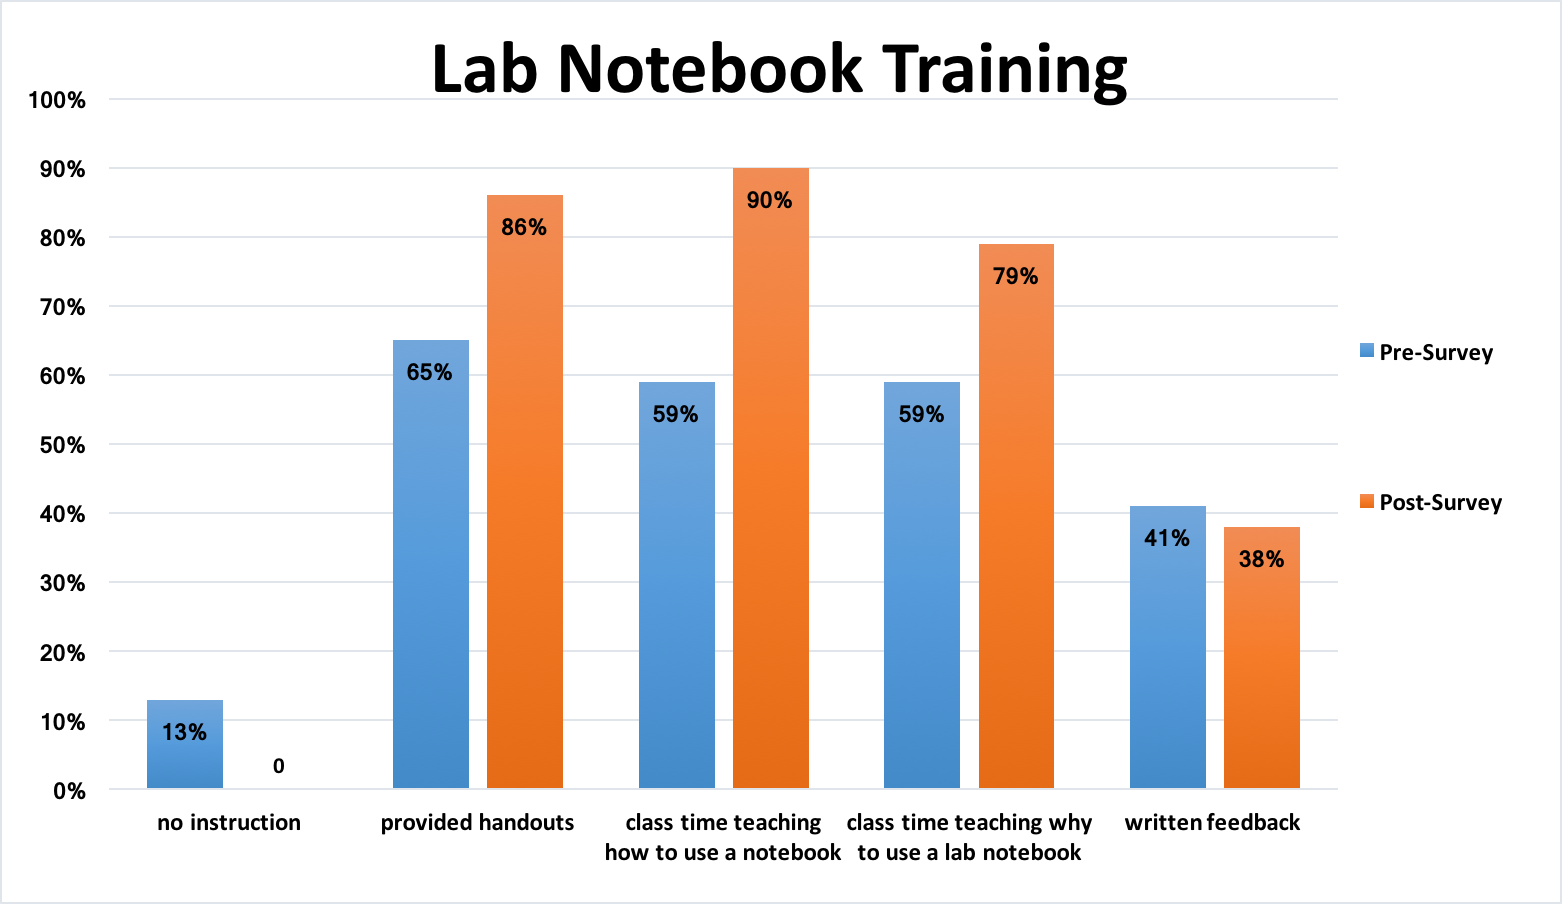 Lab Notebook Training
100%
90%
80%
70%
60%
50%
40%
30%
20%
10%
0%
13%
0
65%
86%
59%
90%
59%
79%
41%
38%
no instruction
provided handouts
class time teaching
how to use a notebook
class time teaching why
to use a lab notebook
written feedback
Pre-Survey
Post-Survey